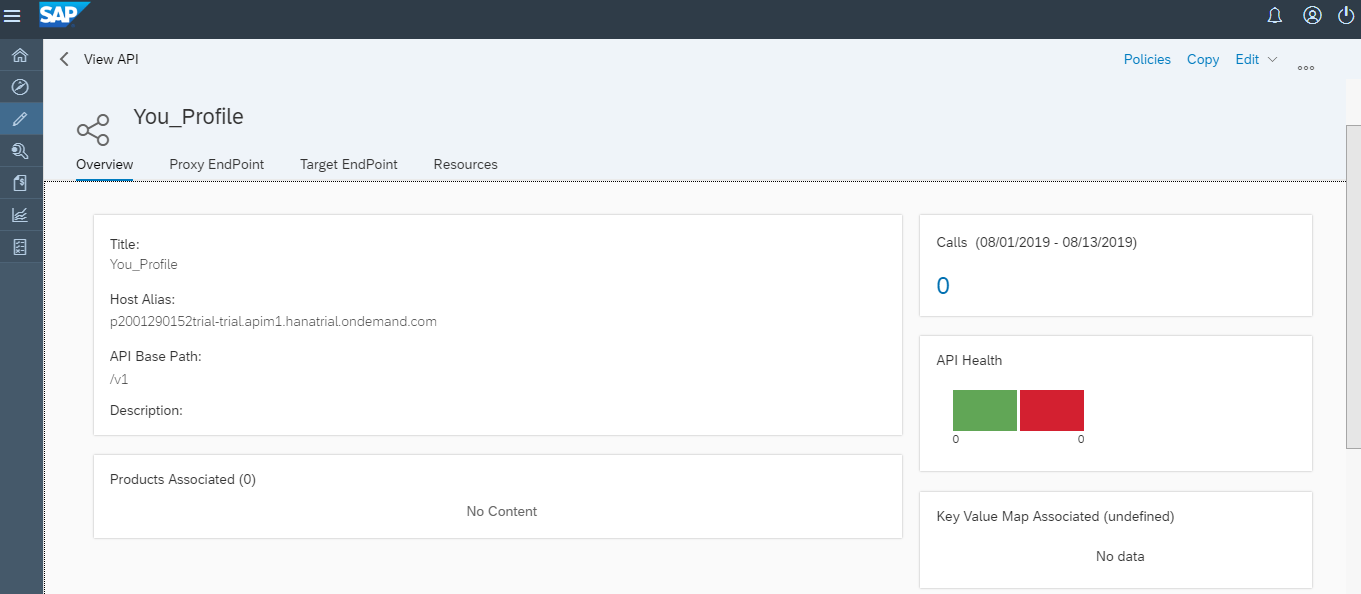 SAP
View API
Policies Copy Edit
You_Profile
Overview Proxy EndPoint Target EndPoint Resources
Title:
You_Profile
Host Alias:
p2001290152trial-trial.apim1.hanatrial.ondemand.com
API Base Path:
/v1
Description:
Products Associated (0)
No Content
Calls (08/01/2019 - 08/13/2019)
0
API Health
0 0
Key Value Map Associated (undefined)
No data